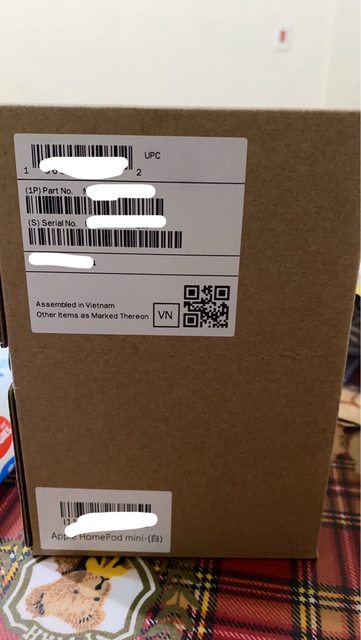 UPC
1 2
(1P) Part No.
(S) Serial No.
Assembled in Vietnam
Other Items as Marked Thereon
VN
Apple HomePod mini-(白)